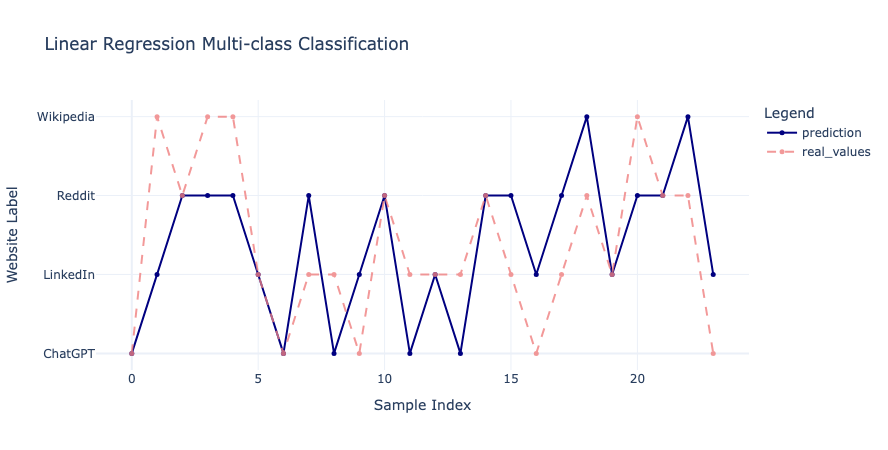 Linear Regression Multi-class Classification
Legend
prediction
real_values
Wikipedia
Reddit
LinkedIn
ChatGPT
Website Label
0 5 10 15 20
Sample Index